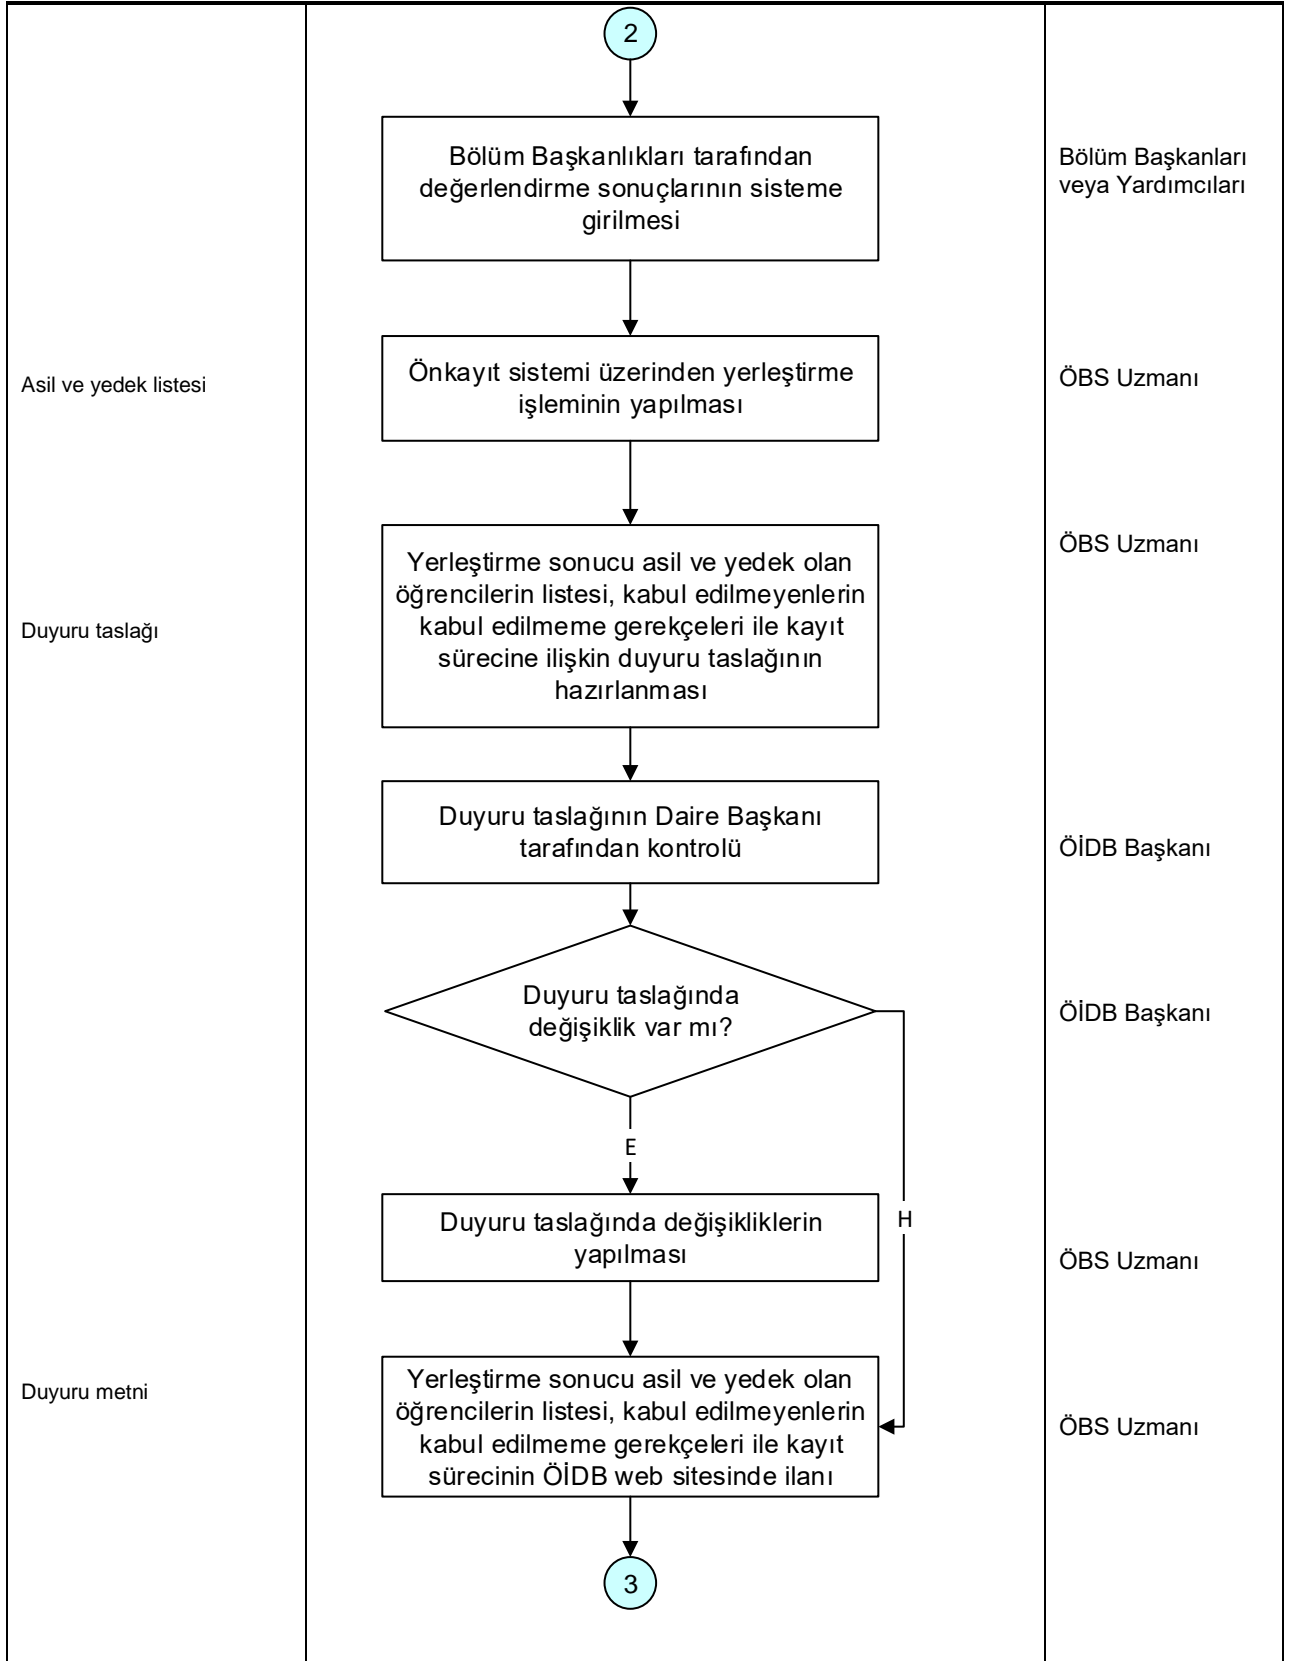 2
Bölüm Başkanlıkları tarafından
değerlendirme sonuçlarının sisteme
girilmesi
Bölüm Başkanları
veya Yardımcıları
Asil ve yedek listesi
Önkayıt sistemi üzerinden yerleştirme
işleminin yapılması
ÖBS Uzmanı
Duyuru taslağı
Yerleştirme sonucu asil ve yedek olan
öğrencilerin listesi, kabul edilmeyenlerin
kabul edilmeme gerekçeleri ile kayıt
sürecine ilişkin duyuru taslağının
hazırlanması
ÖBS Uzmanı
Duyuru taslağının Daire Başkanı
tarafından kontrolü
ÖİDB Başkanı
Duyuru taslağında
değişiklik var mı?
ÖİDB Başkanı
E
H
Duyuru taslağında değişikliklerin
yapılması
ÖBS Uzmanı
Duyuru metni
Yerleştirme sonucu asil ve yedek olan
öğrencilerin listesi, kabul edilmeyenlerin
kabul edilmeme gerekçeleri ile kayıt
sürecinin ÖİDB web sitesinde ilanı
ÖBS Uzmanı
3